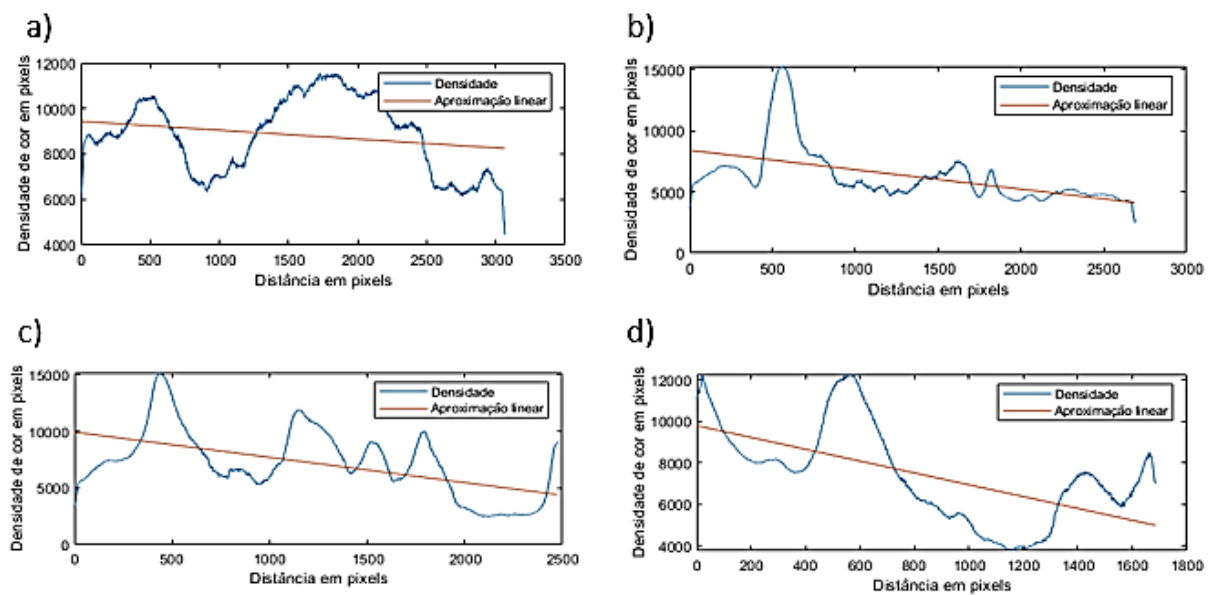 a)
12000
10000
8000
6000
4000
Densidade de cor em pixels
Densidade
Aproximação linear
0 500 1000 1500 2000 2500 3000 3500
Distância em pixels
b)
15000
10000
5000
0
Densidade de cor em pixels
Densidade
Aproximação linear
0 500 1000 1500 2000 2500 3000
Distância em pixels
c)
15000
10000
5000
0
Densidade de cor em pixels
Densidade
Aproximação linear
0 500 1000 1500 2000 2500
Distância em pixels
d)
12000
10000
8000
6000
4000
Densidade de cor em pixels
Densidade
Aproximação linear
0 200 400 600 800 1000 1200 1400 1600 1800
Distância em pixels